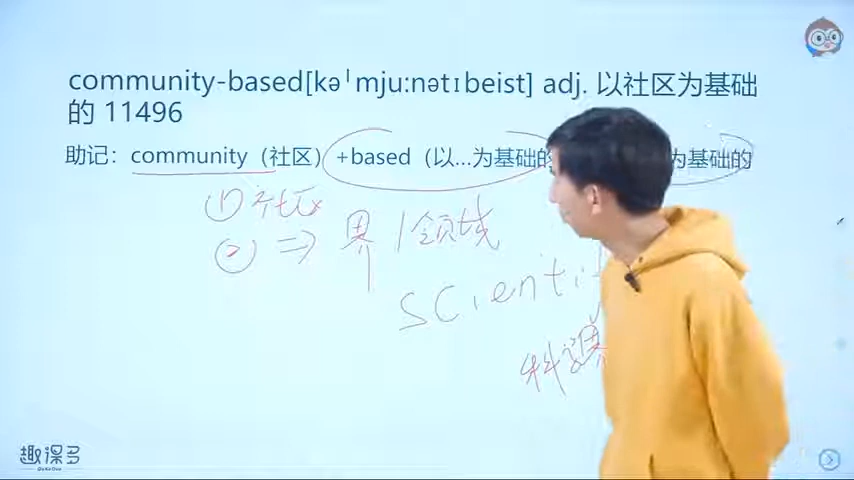 community-based[kəˈmjuːnətɪbeist] adj. 以社区为基础
的 11496
助记：community（社区）+based（以...为基础的 为基础的
① 社区
② ⇒ 界 / 领域
scientif
科
趣课多